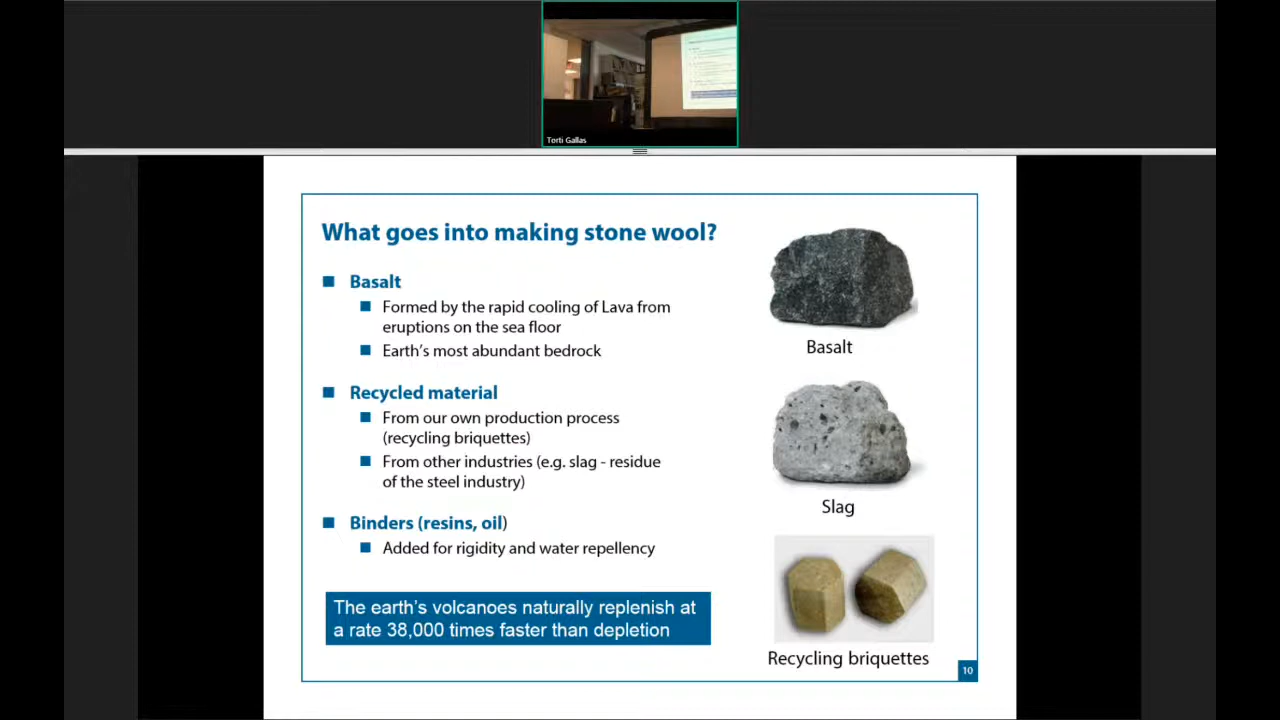 Torti Gallas
What goes into making stone wool?
Basalt
Formed by the rapid cooling of Lava from
eruptions on the sea floor
Earth's most abundant bedrock
Recycled material
From our own production process
(recycling briquettes)
From other industries (e.g. slag - residue
of the steel industry)
Binders (resins, oil)
Added for rigidity and water repellency
The earth's volcanoes naturally replenish at
a rate 38,000 times faster than depletion
Basalt
Slag
Recycling briquettes
10